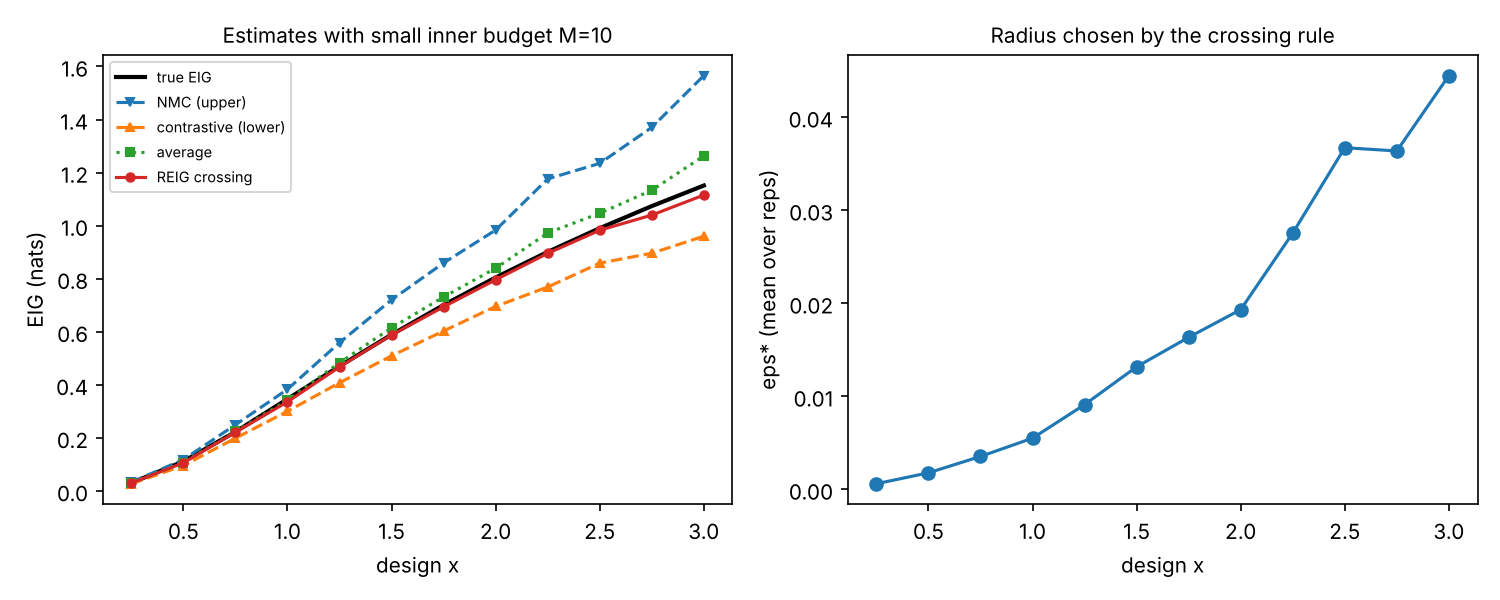 Estimates with small inner budget M=10
1.6
1.4
1.2
1.0
0.8
0.6
0.4
0.2
0.0
EIG (nats)
true EIG
NMC (upper)
contrastive (lower)
average
REIG crossing
0.5
1.0
1.5
2.0
2.5
3.0
design x
Radius chosen by the crossing rule
0.04
0.03
0.02
0.01
0.00
eps* (mean over reps)
0.5
1.0
1.5
2.0
2.5
3.0
design x